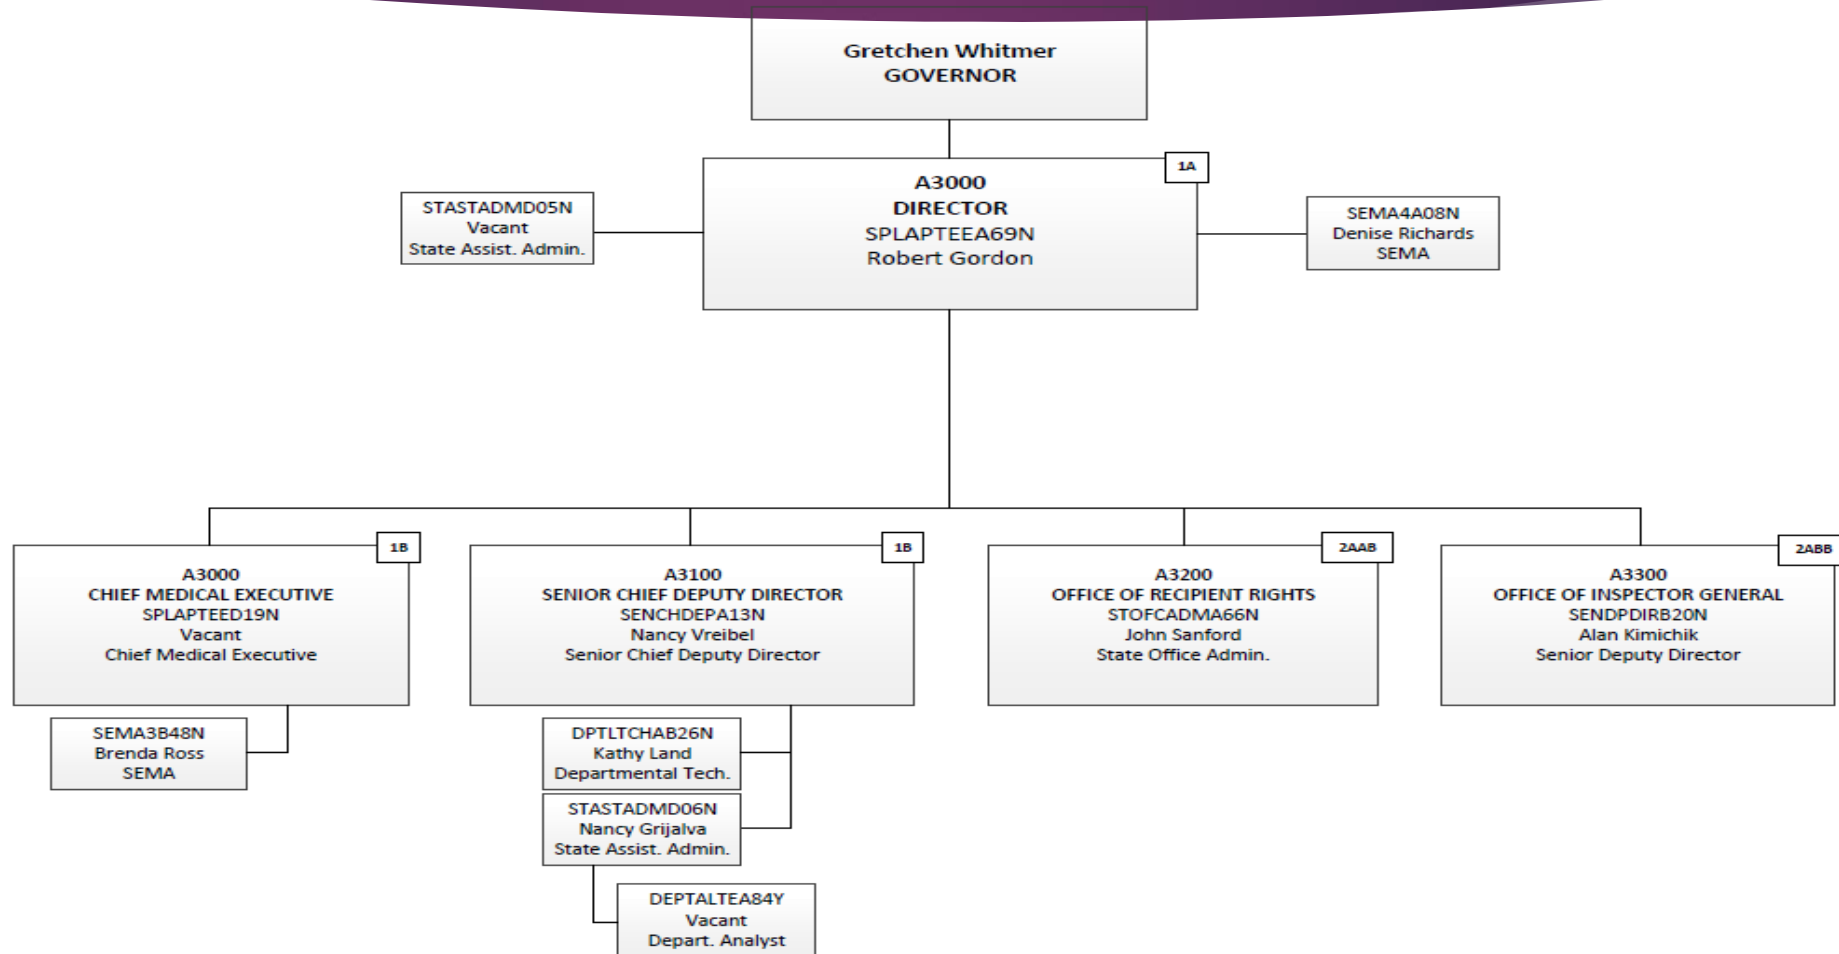 Gretchen Whitmer
GOVERNOR
1A
A3000
DIRECTOR
SPLAPTEEA69N
Robert Gordon
STASTADMD05N
Vacant
State Assist. Admin.
SEMA4A08N
Denise Richards
SEMA
1B
A3000
CHIEF MEDICAL EXECUTIVE
SPLAPTEED19N
Vacant
Chief Medical Executive
1B
A3100
SENIOR CHIEF DEPUTY DIRECTOR
SENCHDEPA13N
Nancy Vreibel
Senior Chief Deputy Director
2AAB
A3200
OFFICE OF RECIPIENT RIGHTS
STOFCADMA66N
John Sanford
State Office Admin.
2ABB
A3300
OFFICE OF INSPECTOR GENERAL
SENDPDIRB20N
Alan Kimichik
Senior Deputy Director
SEMA3B48N
Brenda Ross
SEMA
DPTLTCHAB26N
Kathy Land
Departmental Tech.
STASTADMD06N
Nancy Grijalva
State Assist. Admin.
DEPTALTEA84Y
Vacant
Depart. Analyst